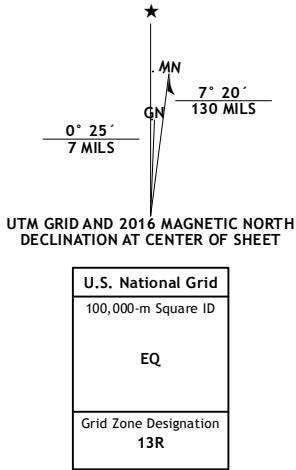 ★
MN
GN
7° 20´
130 MILS
0° 25´
7 MILS
UTM GRID AND 2016 MAGNETIC NORTH
DECLINATION AT CENTER OF SHEET
U.S. National Grid
100,000-m Square ID
EQ
Grid Zone Designation
13R